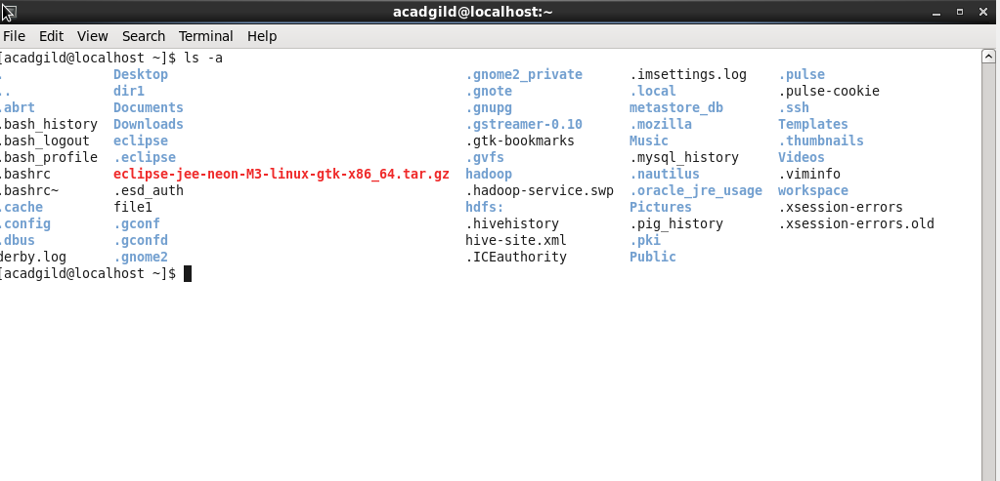 acadgild@localhost:~
File Edit View Search Terminal Help
[acadgild@localhost ~]$ ls -a
. Desktop .gnome2_private .imsettings.log .pulse
.. dir1 .gnote .local .pulse-cookie
.abrt Documents .gnupg metastore_db .ssh
.bash_history Downloads .gstreamer-0.10 .mozilla Templates
.bash_logout eclipse .gtk-bookmarks Music .thumbnails
.bash_profile .eclipse .gvfs .mysql_history Videos
.bashrc eclipse-jee-neon-M3-linux-gtk-x86_64.tar.gz hadoop .nautilus .viminfo
.bashrc~ .esd_auth .hadoop-service.swp .oracle_jre_usage workspace
.cache file1 hdfs: Pictures .xsession-errors
.config .gconf .hivehistory .pig_history .xsession-errors.old
.dbus .gconfd hive-site.xml .pki
derby.log .gnome2 .ICEauthority Public
[acadgild@localhost ~]$